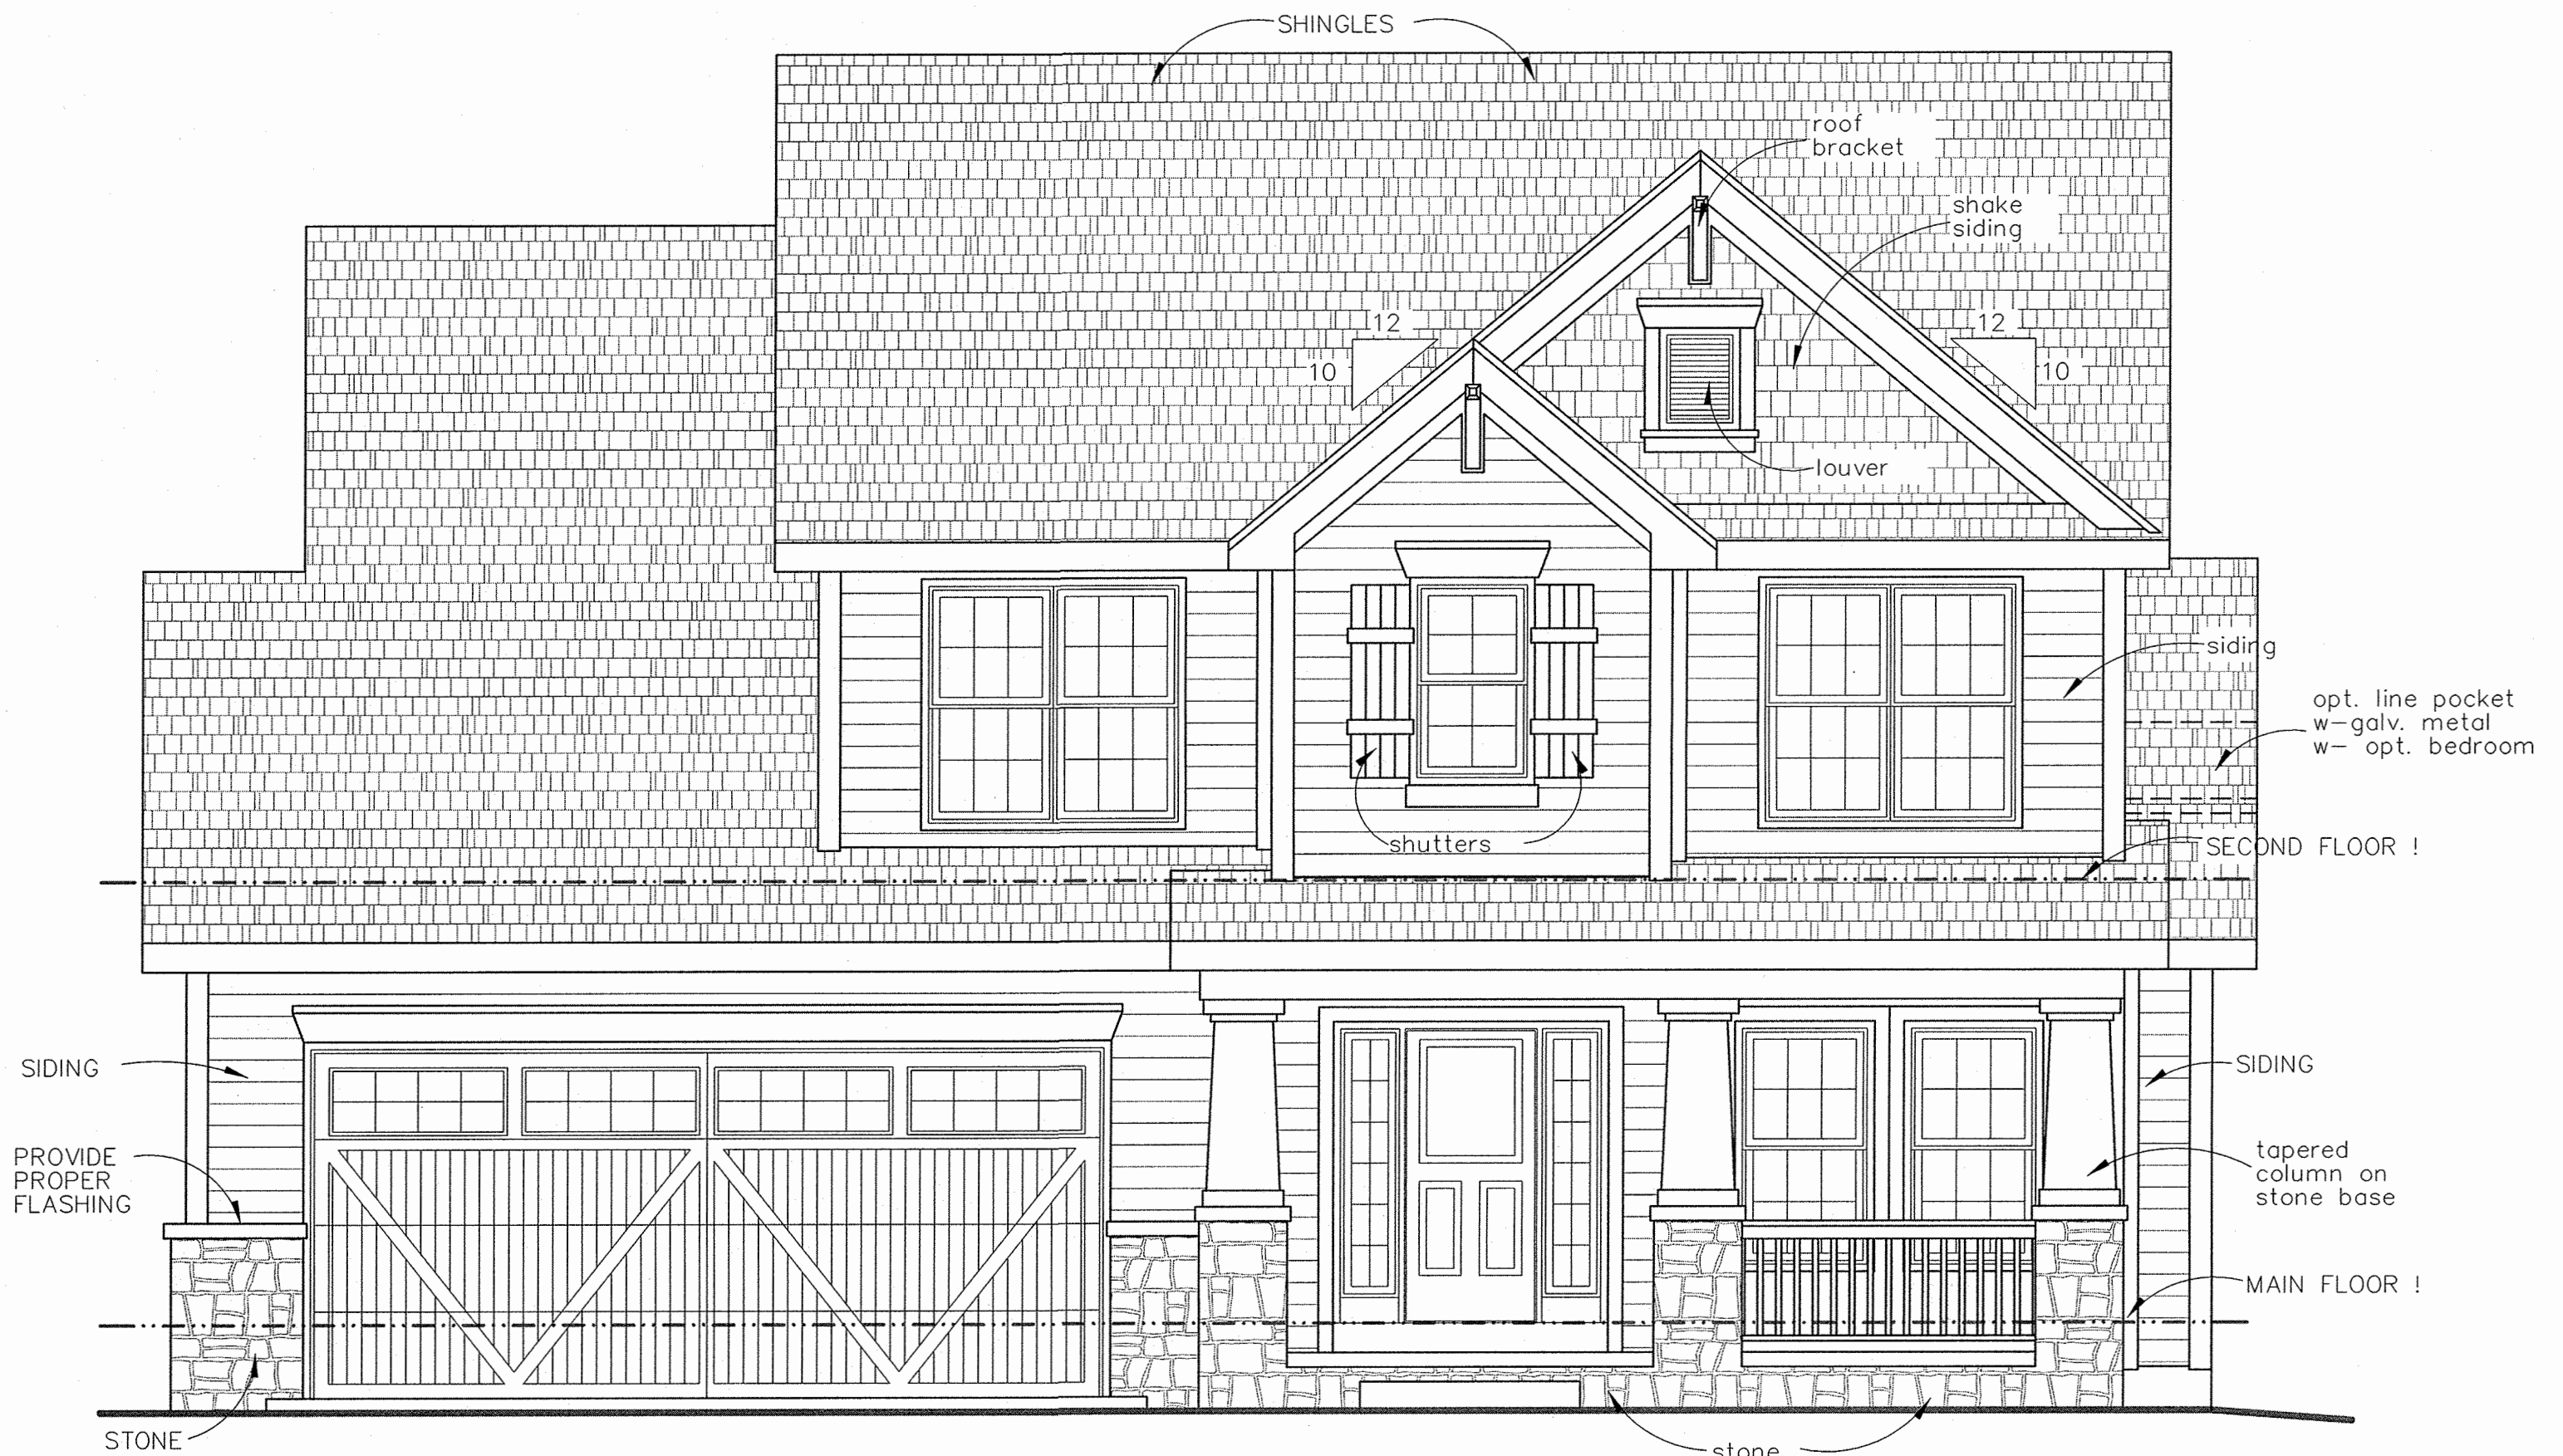 SHINGLES
roof
bracket
shake
siding
12
10
12
10
louver
siding
opt. line pocket
w-galv. metal
w- opt. bedroom
shutters
SECOND FLOOR !
SIDING
SIDING
PROVIDE
PROPER
FLASHING
tapered
column on
stone base
MAIN FLOOR !
STONE
stone